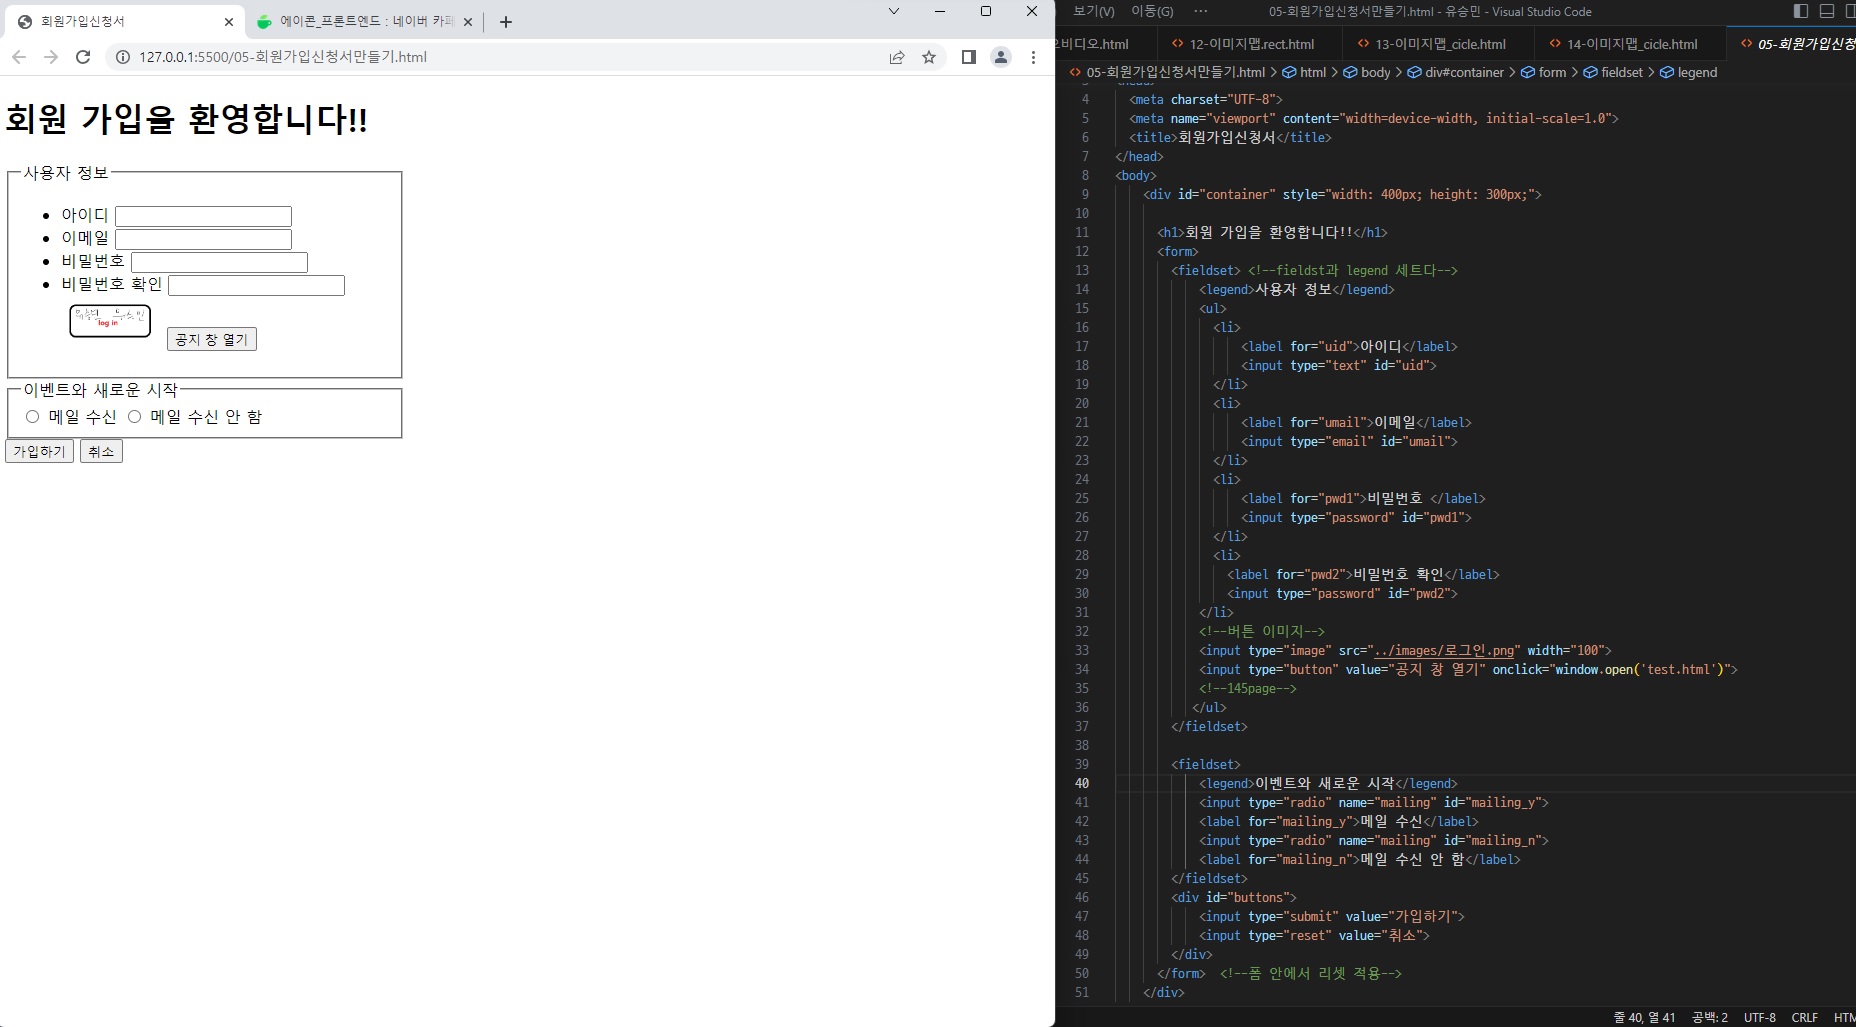 회원가입신청서
에이콘_프론트엔드 : 네이버 카페
127.0.0.1:5500/05-회원가입신청서만들기.html
회원 가입을 환영합니다!!
사용자 정보
아이디
이메일
비밀번호
비밀번호 확인
log in
공지 창 열기
이벤트와 새로운 시작
메일 수신 메일 수신 안 함
가입하기 취소
보기(V) 이동(G) ··· 05-회원가입신청서만들기.html - 유승민 - Visual Studio Code
비디오.html 12-이미지맵.rect.html 13-이미지맵_cicle.html 14-이미지맵_cicle.html 05-회원가입신청
05-회원가입신청서만들기.html > html > body > div#container > form > fieldset > legend
4 <meta charset="UTF-8">
5 <meta name="viewport" content="width=device-width, initial-scale=1.0">
6 <title>회원가입신청서</title>
7 </head>
8 <body>
9 <div id="container" style="width: 400px; height: 300px;">
10
11 <h1>회원 가입을 환영합니다!!</h1>
12 <form>
13 <fieldset> <!--fieldst과 legend 세트다-->
14 <legend>사용자 정보</legend>
15 <ul>
16 <li>
17 <label for="uid">아이디</label>
18 <input type="text" id="uid">
19 </li>
20 <li>
21 <label for="umail">이메일</label>
22 <input type="email" id="umail">
23 </li>
24 <li>
25 <label for="pwd1">비밀번호 </label>
26 <input type="password" id="pwd1">
27 </li>
28 <li>
29 <label for="pwd2">비밀번호 확인</label>
30 <input type="password" id="pwd2">
31 </li>
32 <!--버튼 이미지-->
33 <input type="image" src="../images/로그인.png" width="100">
34 <input type="button" value="공지 창 열기" onclick="window.open('test.html')">
35 <!--145page-->
36 </ul>
37 </fieldset>
38
39 <fieldset>
40 <legend>이벤트와 새로운 시작</legend>
41 <input type="radio" name="mailing" id="mailing_y">
42 <label for="mailing_y">메일 수신</label>
43 <input type="radio" name="mailing" id="mailing_n">
44 <label for="mailing_n">메일 수신 안 함</label>
45 </fieldset>
46 <div id="buttons">
47 <input type="submit" value="가입하기">
48 <input type="reset" value="취소">
49 </div>
50 </form> <!--폼 안에서 리셋 적용-->
51 </div>
줄 40, 열 41 공백: 2 UTF-8 CRLF HTM